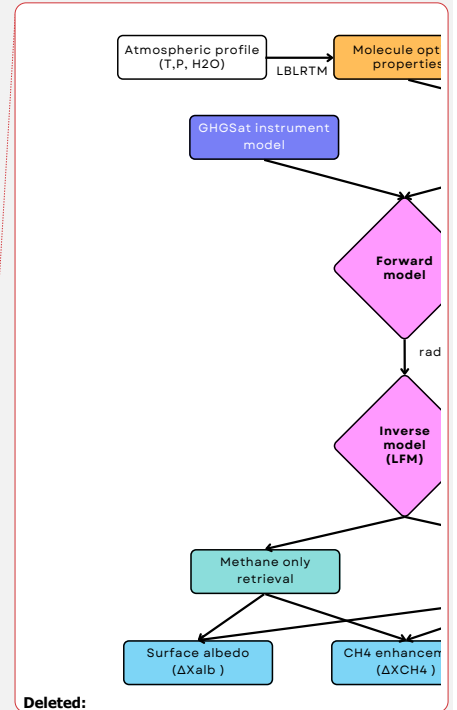 Atmospheric profile
(T,P, H2O)
LBLRTM
Molecule opt
properties
GHGSat instrument
model
Forward
model
rad
Inverse
model
(LFM)
Methane only
retrieval
Surface albedo
(ΔXalb )
CH4 enhancem
(ΔXCH4 )
Deleted: